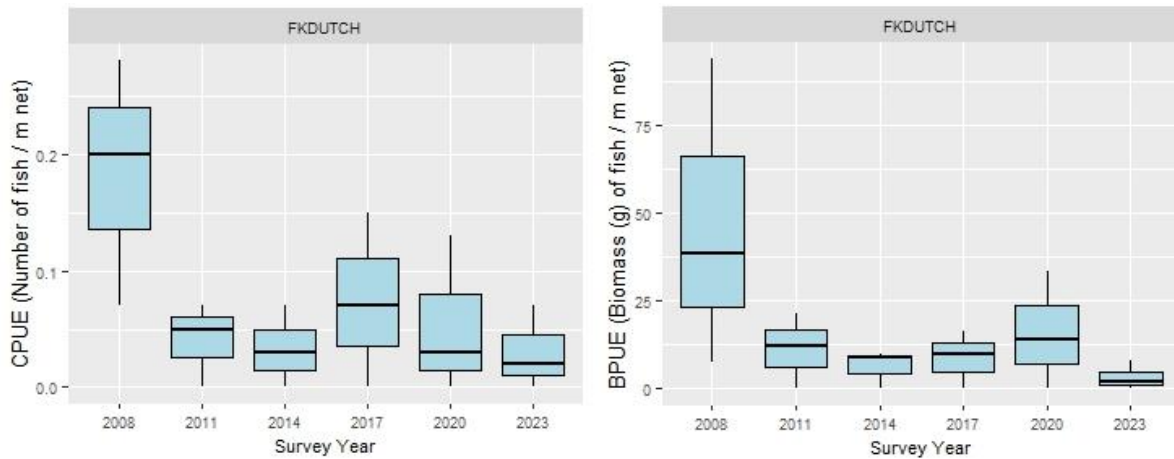 FKDUTCH
CPUE (Number of fish / m net)
0.2
0.1
0.0
2008 2011 2014 2017 2020 2023
Survey Year
FKDUTCH
BPUE (Biomass (g) of fish / m net)
75
50
25
0
2008 2011 2014 2017 2020 2023
Survey Year